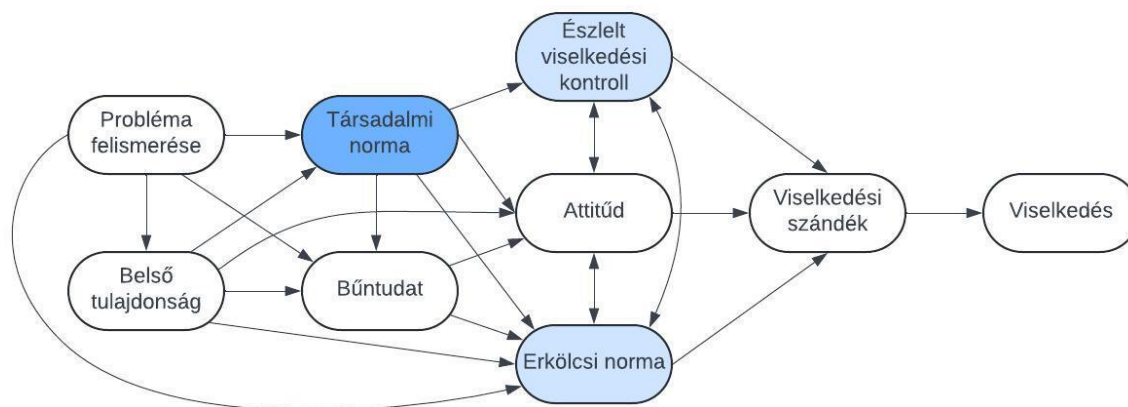 Észlelt
viselkedési
kontroll
Probléma
felismerése
Társadalmi
norma
Attitűd
Viselkedési
szándék
Viselkedés
Belső
tulajdonság
Bűntudat
Erkölcsi norma